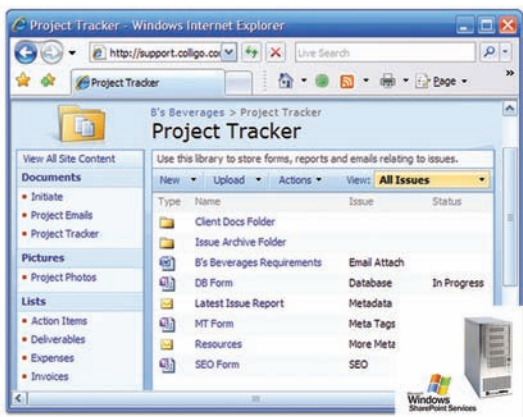 Project Tracker - Windows Internet Explorer
http://support.colligo.co
Live Search
Project Tracker
Page
B's Beverages > Project Tracker
Project Tracker
View All Site Content
Use this library to store forms, reports and emails relating to issues.
Documents
New Upload Actions View: All Issues
Initiate
Type Name Issue Status
Project Emails
Client Docs Folder
Project Tracker
Issue Archive Folder
Pictures
B's Beverages Requirements Email Attach
Project Photos
DB Form Database In Progress
Lists
Latest Issue Report Metadata
Action Items
MT Form Meta Tags
Deliverables
Resources More Meta
Expenses
SEO Form SEO
Invoices
Windows
SharePoint Services